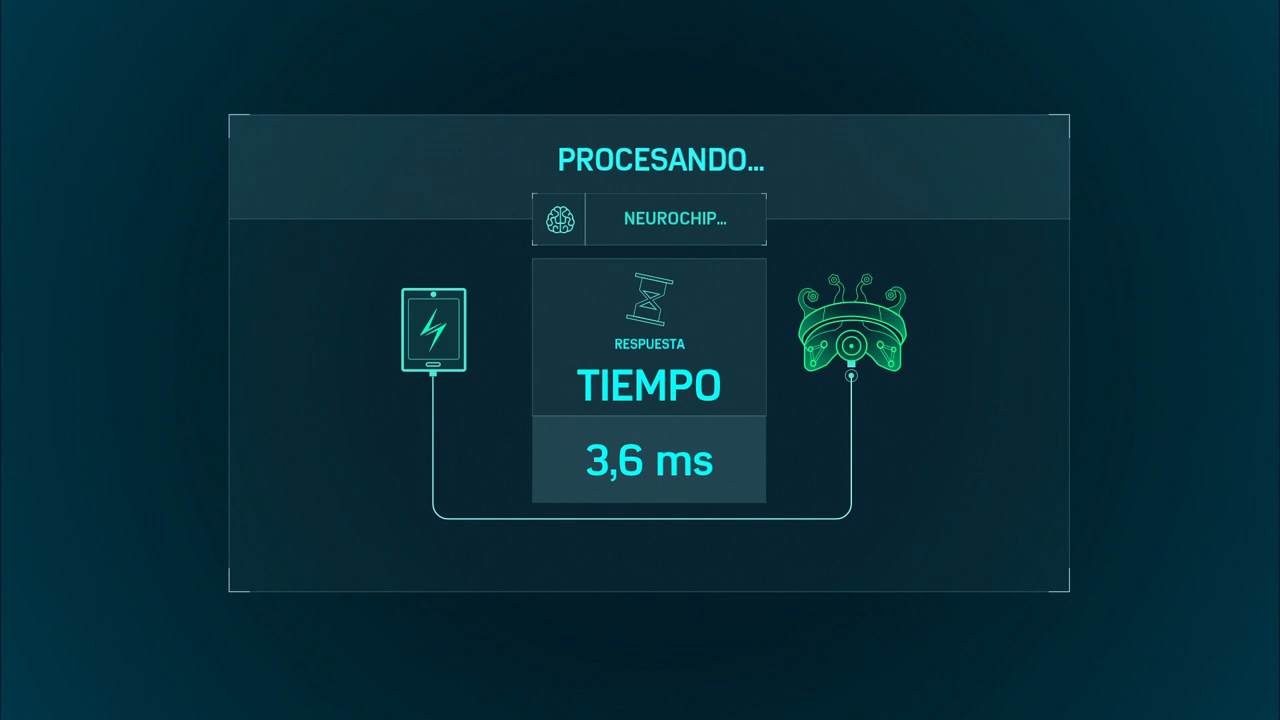 PROCESANDO...
NEUROCHIP...
RESPUESTA
TIEMPO
3,6 ms